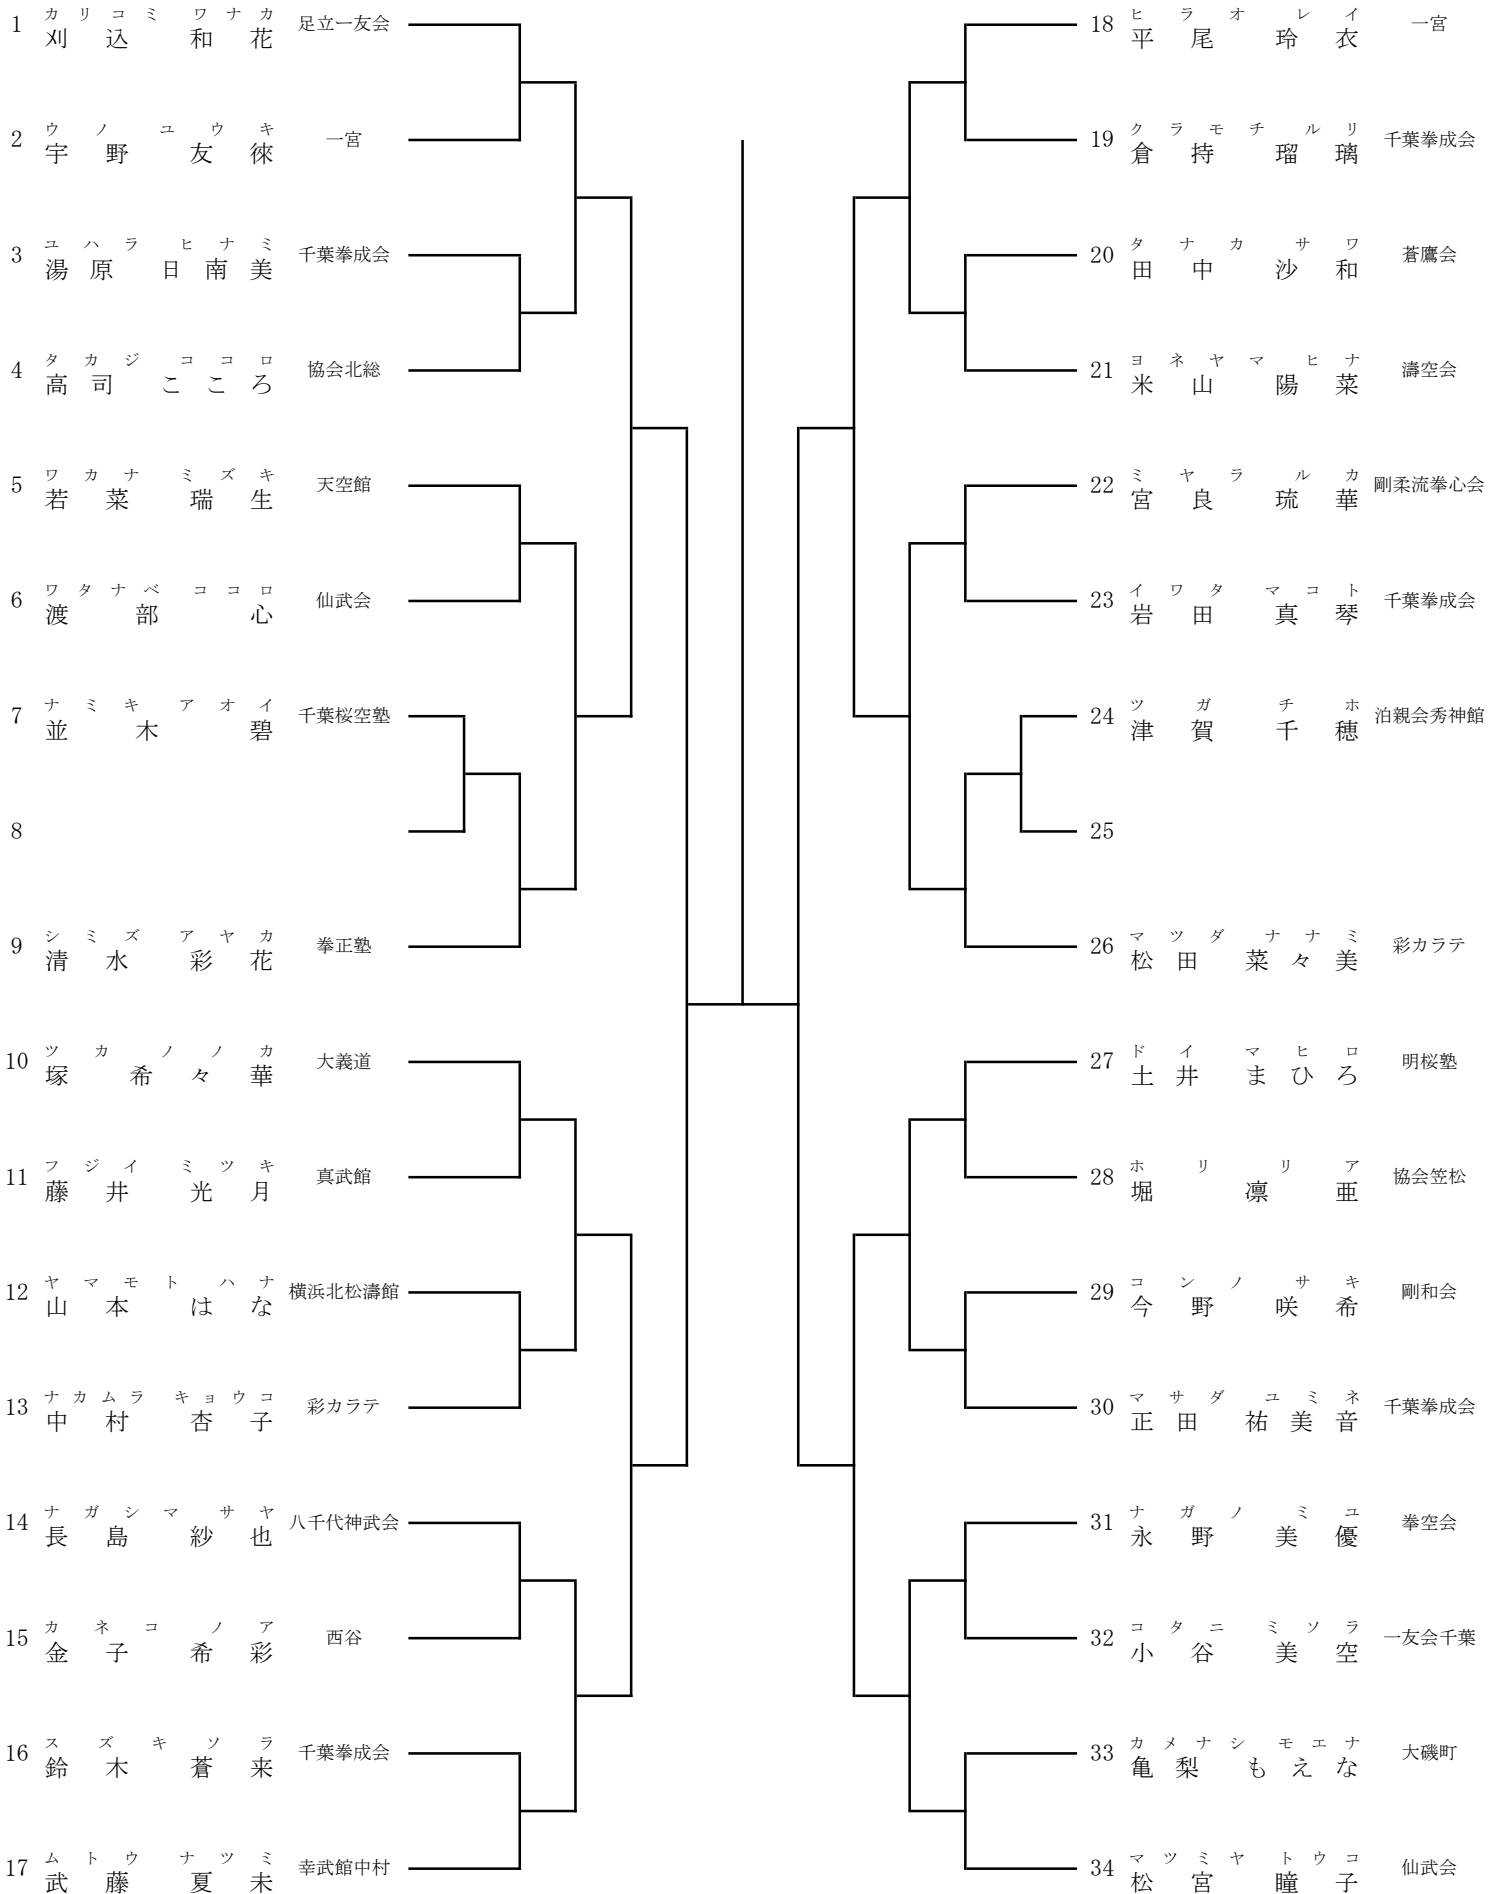 カリコミ ワナカ
1 刈込 和花 足立一友会
ウノ ユウキ
2 宇野 友徠 一宮
ユハラ ヒナミ
3 湯原 日南美 千葉拳成会
タカジ ココロ
4 高司 こころ 協会北総
ワカナ ミズキ
5 若菜 瑞生 天空館
ワタナベ ココロ
6 渡部 心 仙武会
ナミキ アオイ
7 並木 碧 千葉桜空塾
8
シミズ アヤカ
9 清水 彩花 拳正塾
ツカ ノノカ
10 塚 希々華 大義道
フジイ ミツキ
11 藤井 光月 真武館
ヤマモト ハナ
12 山本 はな 横浜北松濤館
ナカムラ キョウコ
13 中村 杏子 彩カラテ
ナガシマ サヤ
14 長島 紗也 八千代神武会
カネコ ノア
15 金子 希彩 西谷
スズキ ソラ
16 鈴木 蒼来 千葉拳成会
ムトウ ナツミ
17 武藤 夏未 幸武館中村
ヒラオ レイ
18 平尾 玲衣 一宮
クラモチ ルリ
19 倉持 瑠璃 千葉拳成会
タナカ サワ
20 田中 沙和 蒼鷹会
ヨネヤマ ヒナ
21 米山 陽菜 濤空会
ミヤラ ルカ
22 宮良 琉華 剛柔流拳心会
イワタ マコト
23 岩田 真琴 千葉拳成会
ツガ チホ
24 津賀 千穂 泊親会秀神館
25
マツダ ナナミ
26 松田 菜々美 彩カラテ
ドイ マヒロ
27 土井 まひろ 明桜塾
ホリ リア
28 堀 凛亜 協会笠松
コンノ サキ
29 今野 咲希 剛和会
マサダ ユミネ
30 正田 祐美音 千葉拳成会
ナガノ ミユ
31 永野 美優 拳空会
コタニ ミソラ
32 小谷 美空 一友会千葉
カメナシ モエナ
33 亀梨 もえな 大磯町
マツミヤ トウコ
34 松宮 瞳子 仙武会